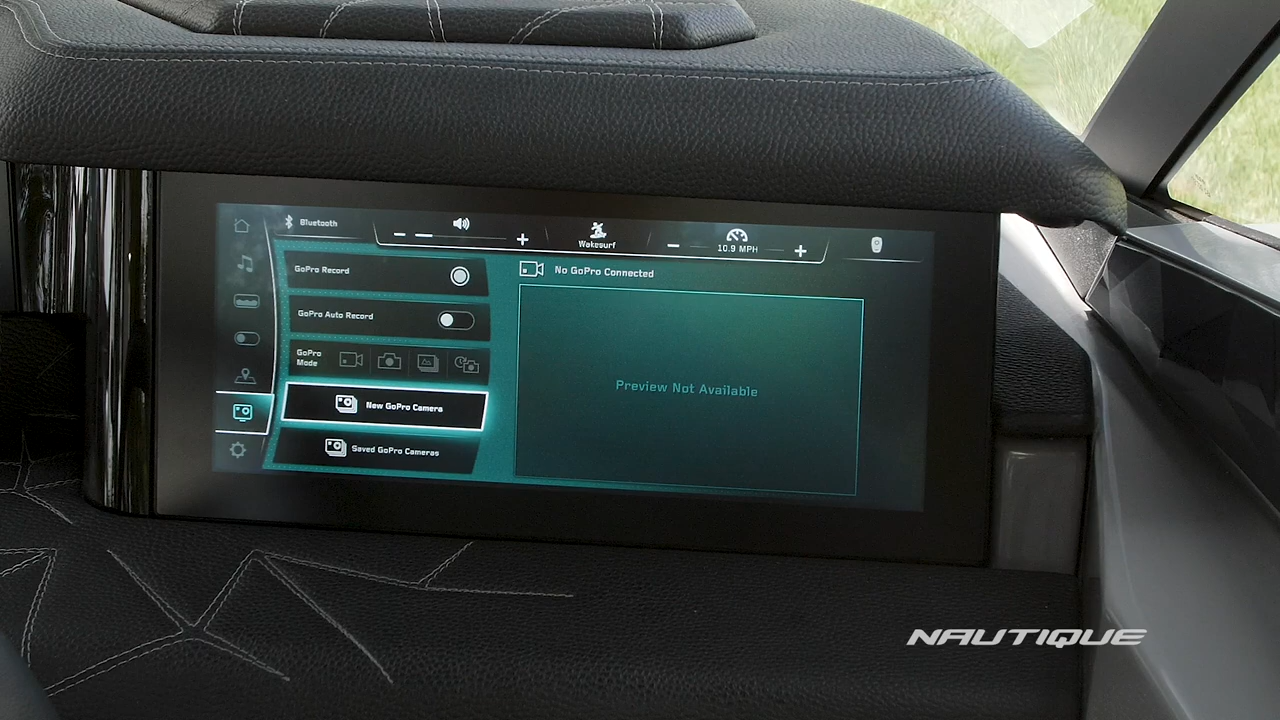 Bluetooth
Wakesurf
10.9 MPH
GoPro Record
No GoPro Connected
GoPro Auto Record
GoPro
Mode
Preview Not Available
New GoPro Camera
Saved GoPro Cameras
NAUTIQUE